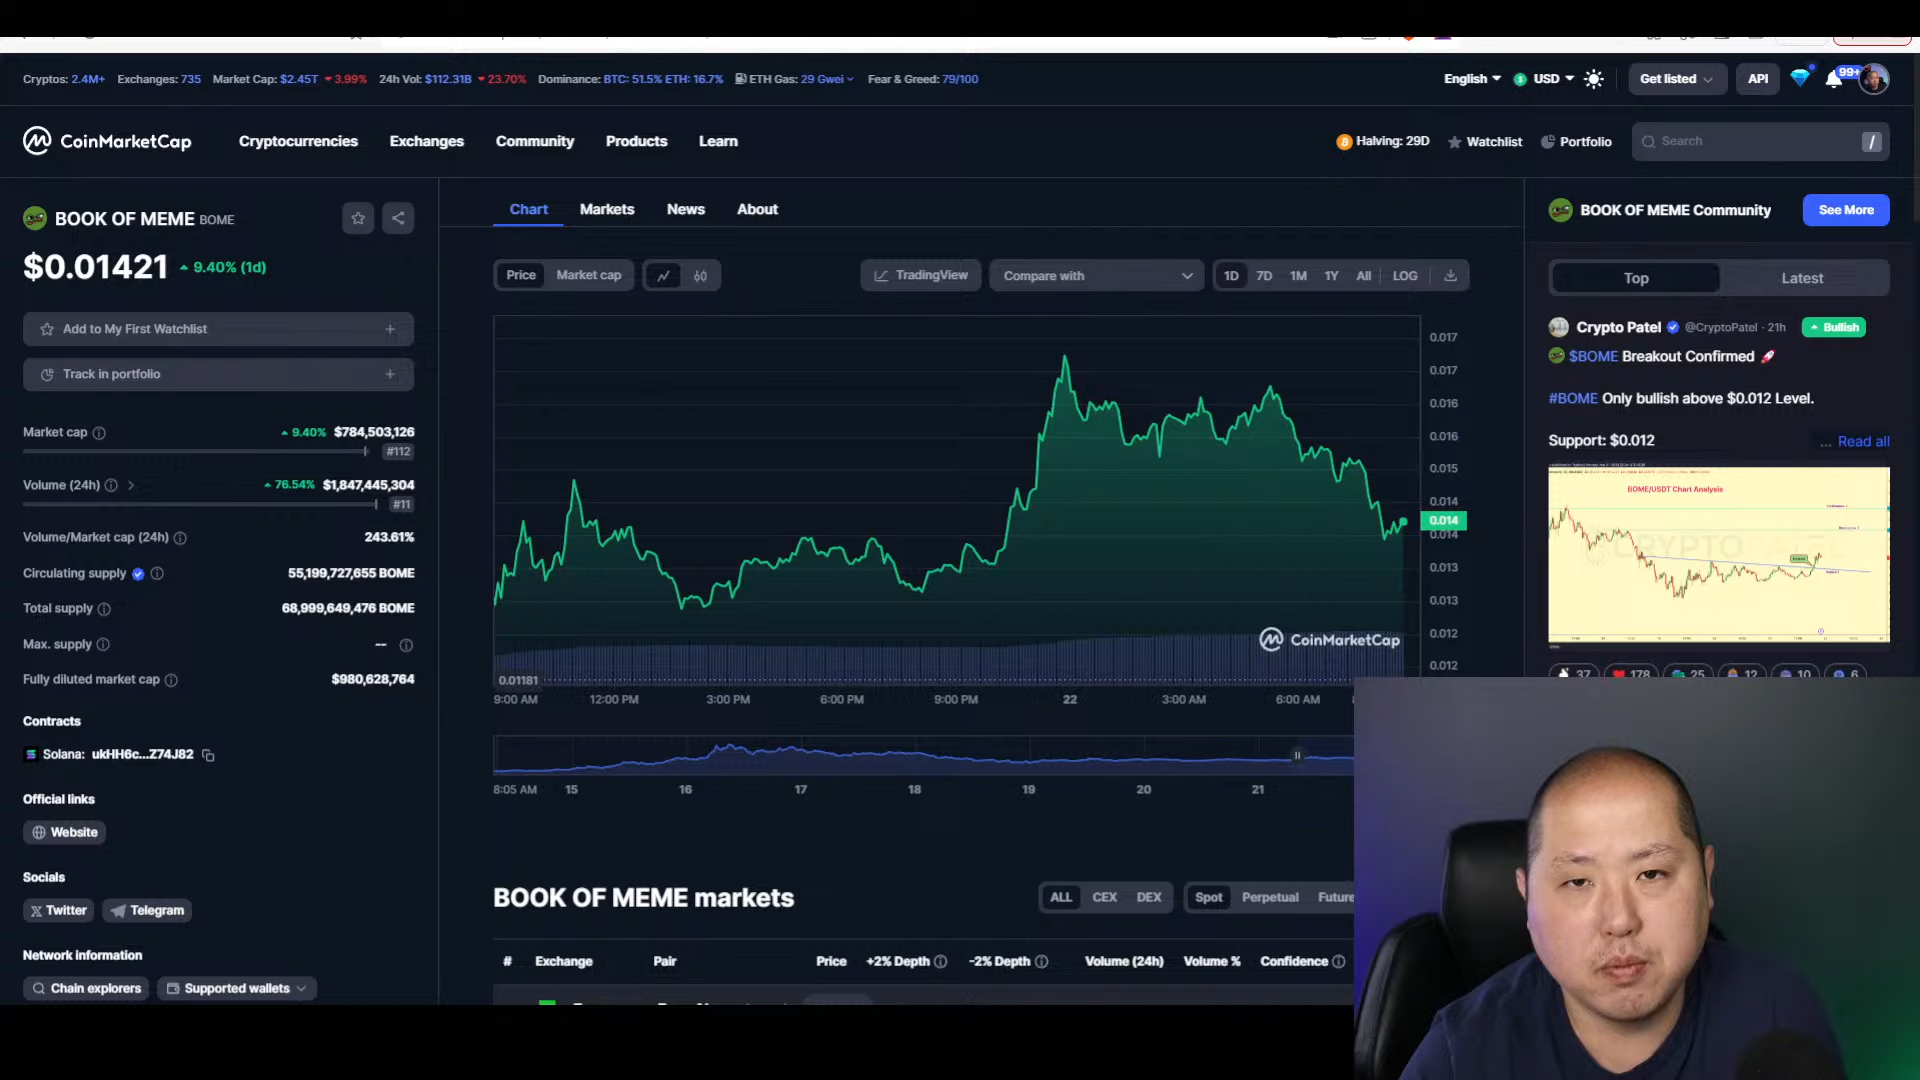 Cryptos: 2.4M+ Exchanges: 735 Market Cap: $2.45T 3.99% 24h Vol: $112.31B 23.70% Dominance: BTC: 51.5% ETH: 16.7% ETH Gas: 29 Gwei Fear & Greed: 79/100
English USD Get listed API 99+
CoinMarketCap Cryptocurrencies Exchanges Community Products Learn
Halving: 29D Watchlist Portfolio Search /
BOOK OF MEME BOME
$0.01421 9.40% (1d)
Add to My First Watchlist +
Track in portfolio +
Market cap 9.40% $784,503,126
#112
Volume (24h) 76.54% $1,847,445,304
#11
Volume/Market cap (24h) 243.61%
Circulating supply 55,199,727,655 BOME
Total supply 68,999,649,476 BOME
Max. supply --
Fully diluted market cap $980,628,764
Contracts
Solana: ukHH6c...Z74J82
Official links
Website
Socials
Twitter Telegram
Network information
Chain explorers Supported wallets
Chart Markets News About
Price Market cap TradingView Compare with 1D 7D 1M 1Y All LOG
0.017
0.017
0.016
0.016
0.015
0.014
0.014
0.014
0.013
0.013
0.012
0.012
CoinMarketCap
0.01181
9:00 AM 12:00 PM 3:00 PM 6:00 PM 9:00 PM 22 3:00 AM 6:00 AM
8:05 AM 15 16 17 18 19 20 21
BOOK OF MEME markets
ALL CEX DEX Spot Perpetual Future
# Exchange Pair Price +2% Depth -2% Depth Volume (24h) Volume % Confidence
BOOK OF MEME Community See More
Top Latest
Crypto Patel @CryptoPatel · 21h Bullish
$BOME Breakout Confirmed 🚀
#BOME Only bullish above $0.012 Level.
Support: $0.012
... Read all
BOME/USDT Chart Analysis
37 178 25 12 10 6